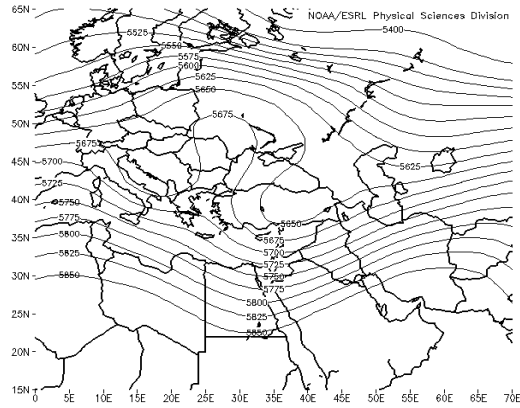 65N
NOAA/ESRL Physical Sciences Division
5525
5400
60N
5550
5575
5600
55N
5625
5650
50N
5675
5675
45N
5700
5625
5725
40N
5750
5775
5650
35N
5800
5675
5700
5825
5725
30N
5850
5750
5775
25N
5800
5825
5850
20N
15N
0 5E 10E 15E 20E 25E 30E 35E 40E 45E 50E 55E 60E 65E 70E